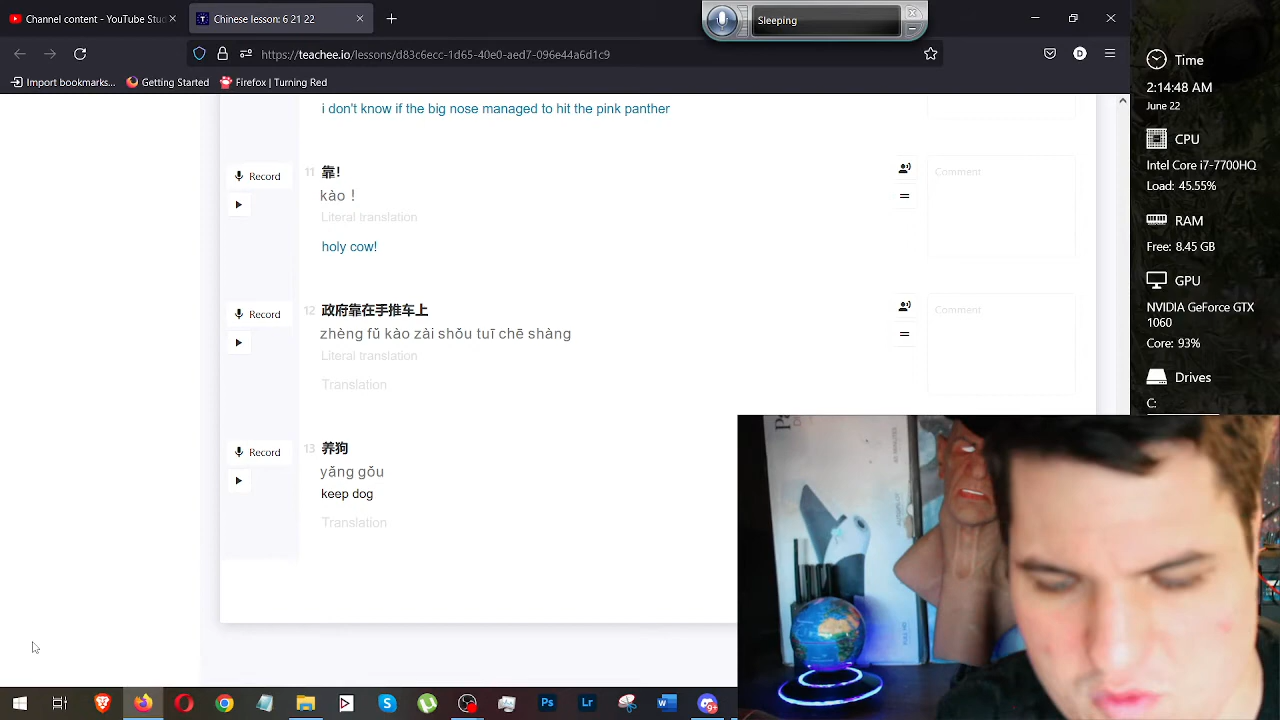 Channel content - YouTube Stud
Chinese lesson: 6 21 22
Sleeping
https://teachee.io/lessons/d83c6ecc-1d65-40e0-aed7-096e44a6d1c9
Import bookmarks...
Getting Started
Firefox | Turning Red
i don't know if the big nose managed to hit the pink panther
Record
11
靠!
kào !
Literal translation
holy cow!
Comment
Record
12
政府靠在手推车上
zhèng fǔ kào zài shǒu tuī chē shàng
Literal translation
Translation
Comment
Record
13
养狗
yǎng gǒu
keep dog
Translation
Time
2:14:48 AM
June 22
CPU
Intel Core i7-7700HQ
Load: 45.55%
RAM
Free: 8.45 GB
GPU
NVIDIA GeForce GTX
1060
Core: 93%
Drives
C: